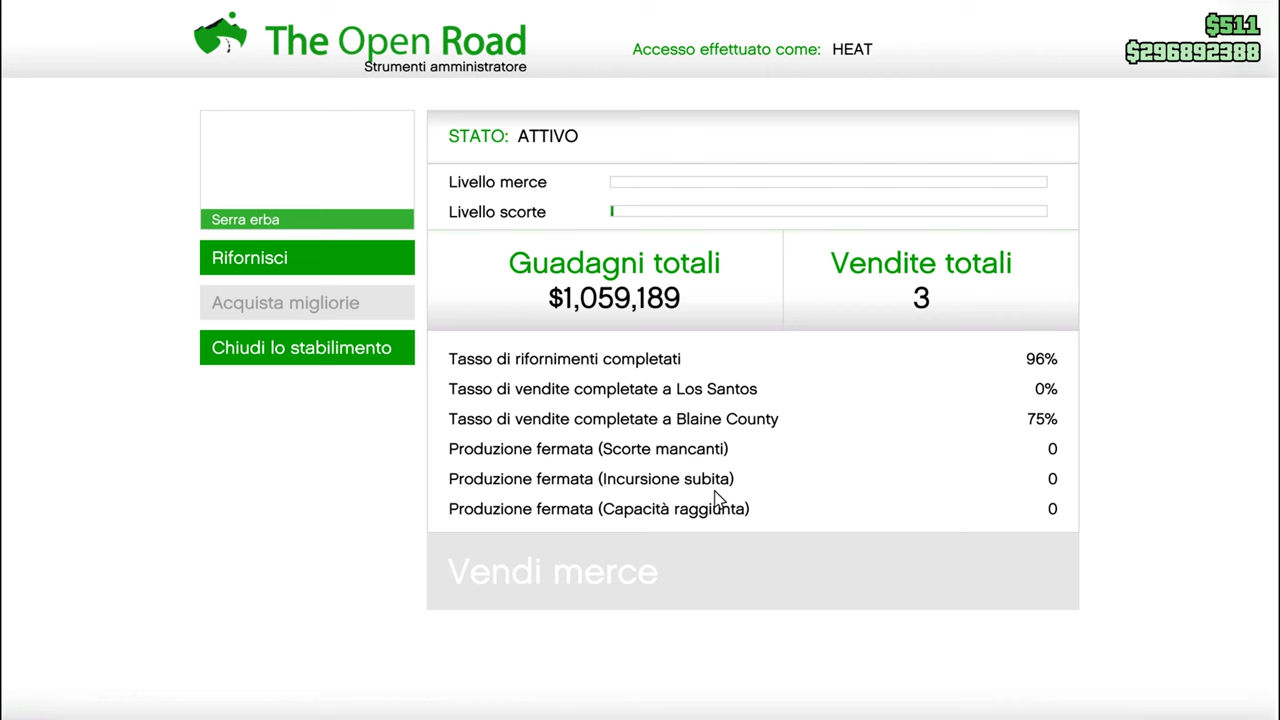 The Open Road
Strumenti amministratore
Accesso effettuato come: HEAT
$511
$296892388
Serra erba
Rifornisci
Acquista migliorie
Chiudi lo stabilimento
STATO: ATTIVO
Livello merce
Livello scorte
Guadagni totali
$1,059,189
Vendite totali
3
Tasso di rifornimenti completati 96%
Tasso di vendite completate a Los Santos 0%
Tasso di vendite completate a Blaine County 75%
Produzione fermata (Scorte mancanti) 0
Produzione fermata (Incursione subita) 0
Produzione fermata (Capacità raggiunta) 0
Vendi merce